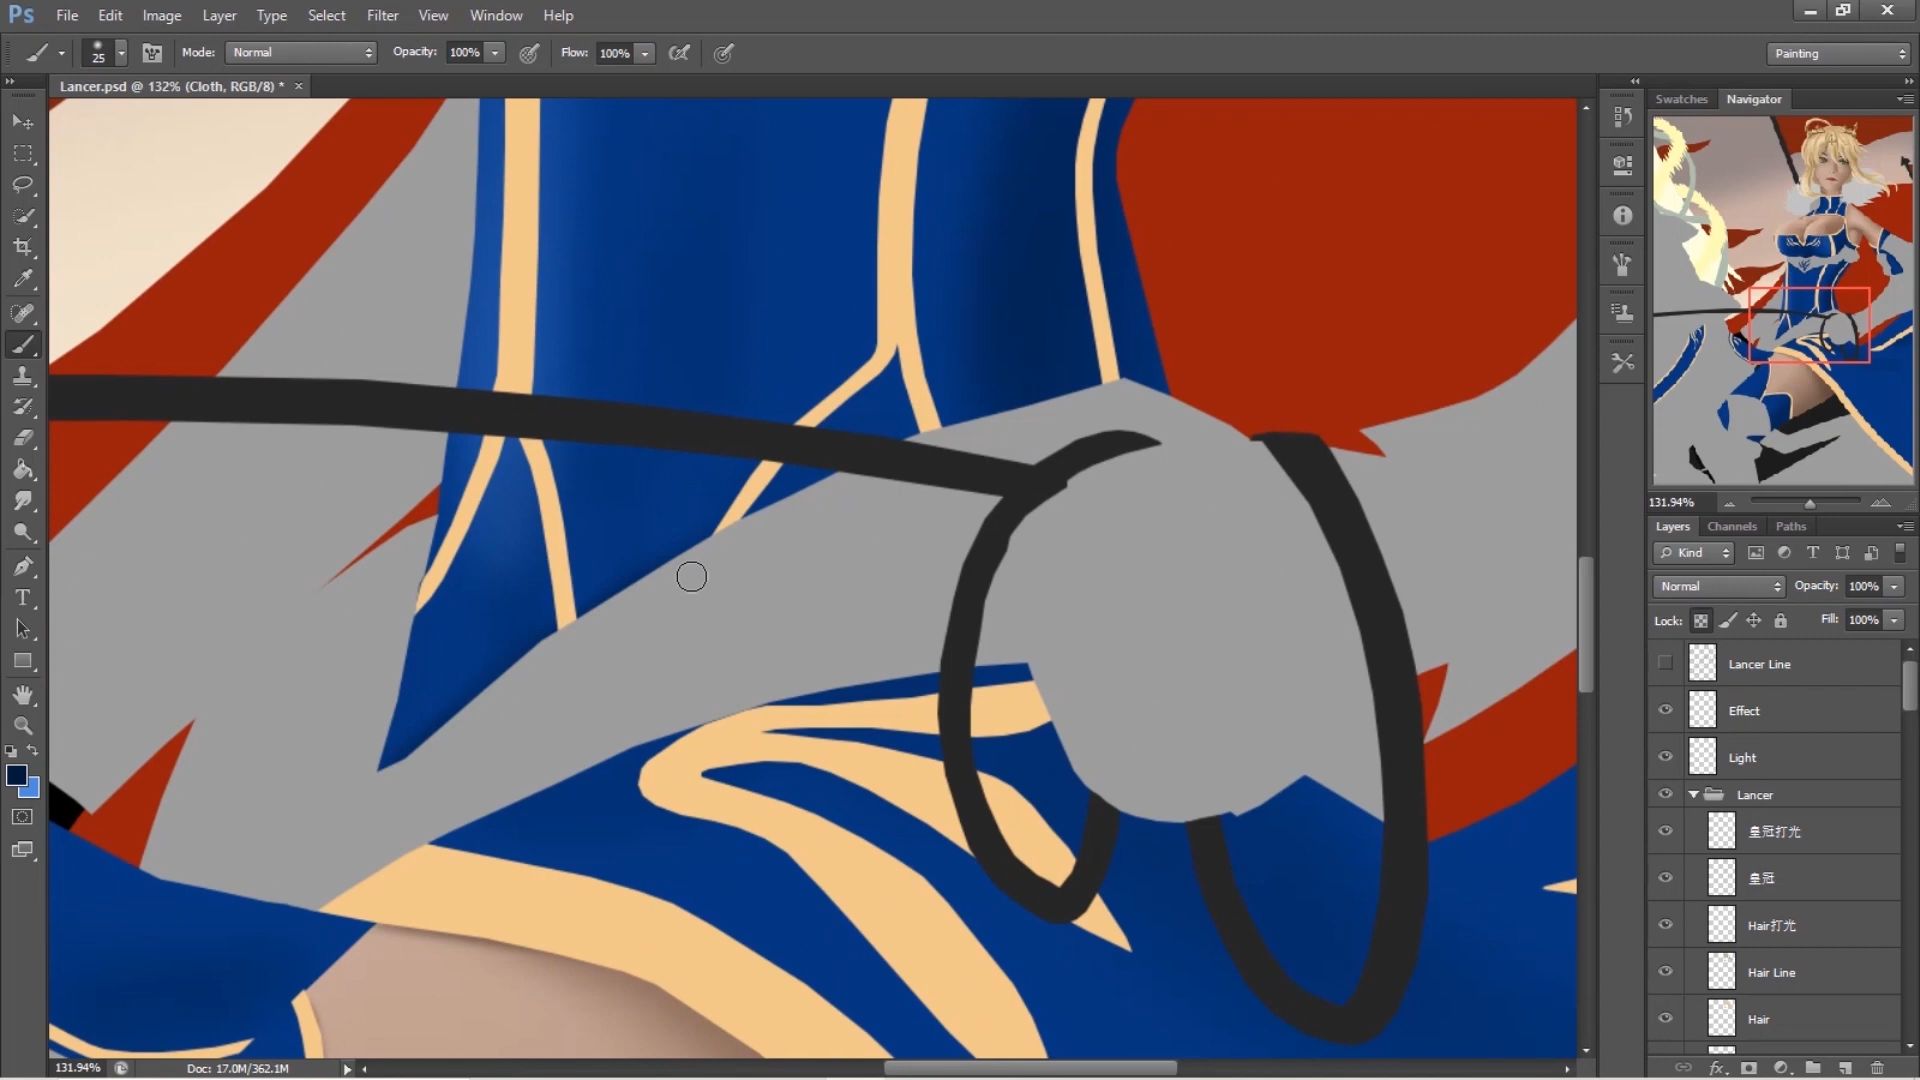 Ps File Edit Image Layer Type Select Filter View Window Help
25 Mode: Normal Opacity: 100% Flow: 100% Painting
Lancer.psd @ 132% (Cloth, RGB/8) * ×
Swatches Navigator
131.94%
Layers Channels Paths
Kind
Normal Opacity: 100%
Lock: Fill: 100%
Lancer Line
Effect
Light
Lancer
皇冠打光
皇冠
Hair打光
Hair Line
Hair
131.94% Doc: 17.0M/362.1M